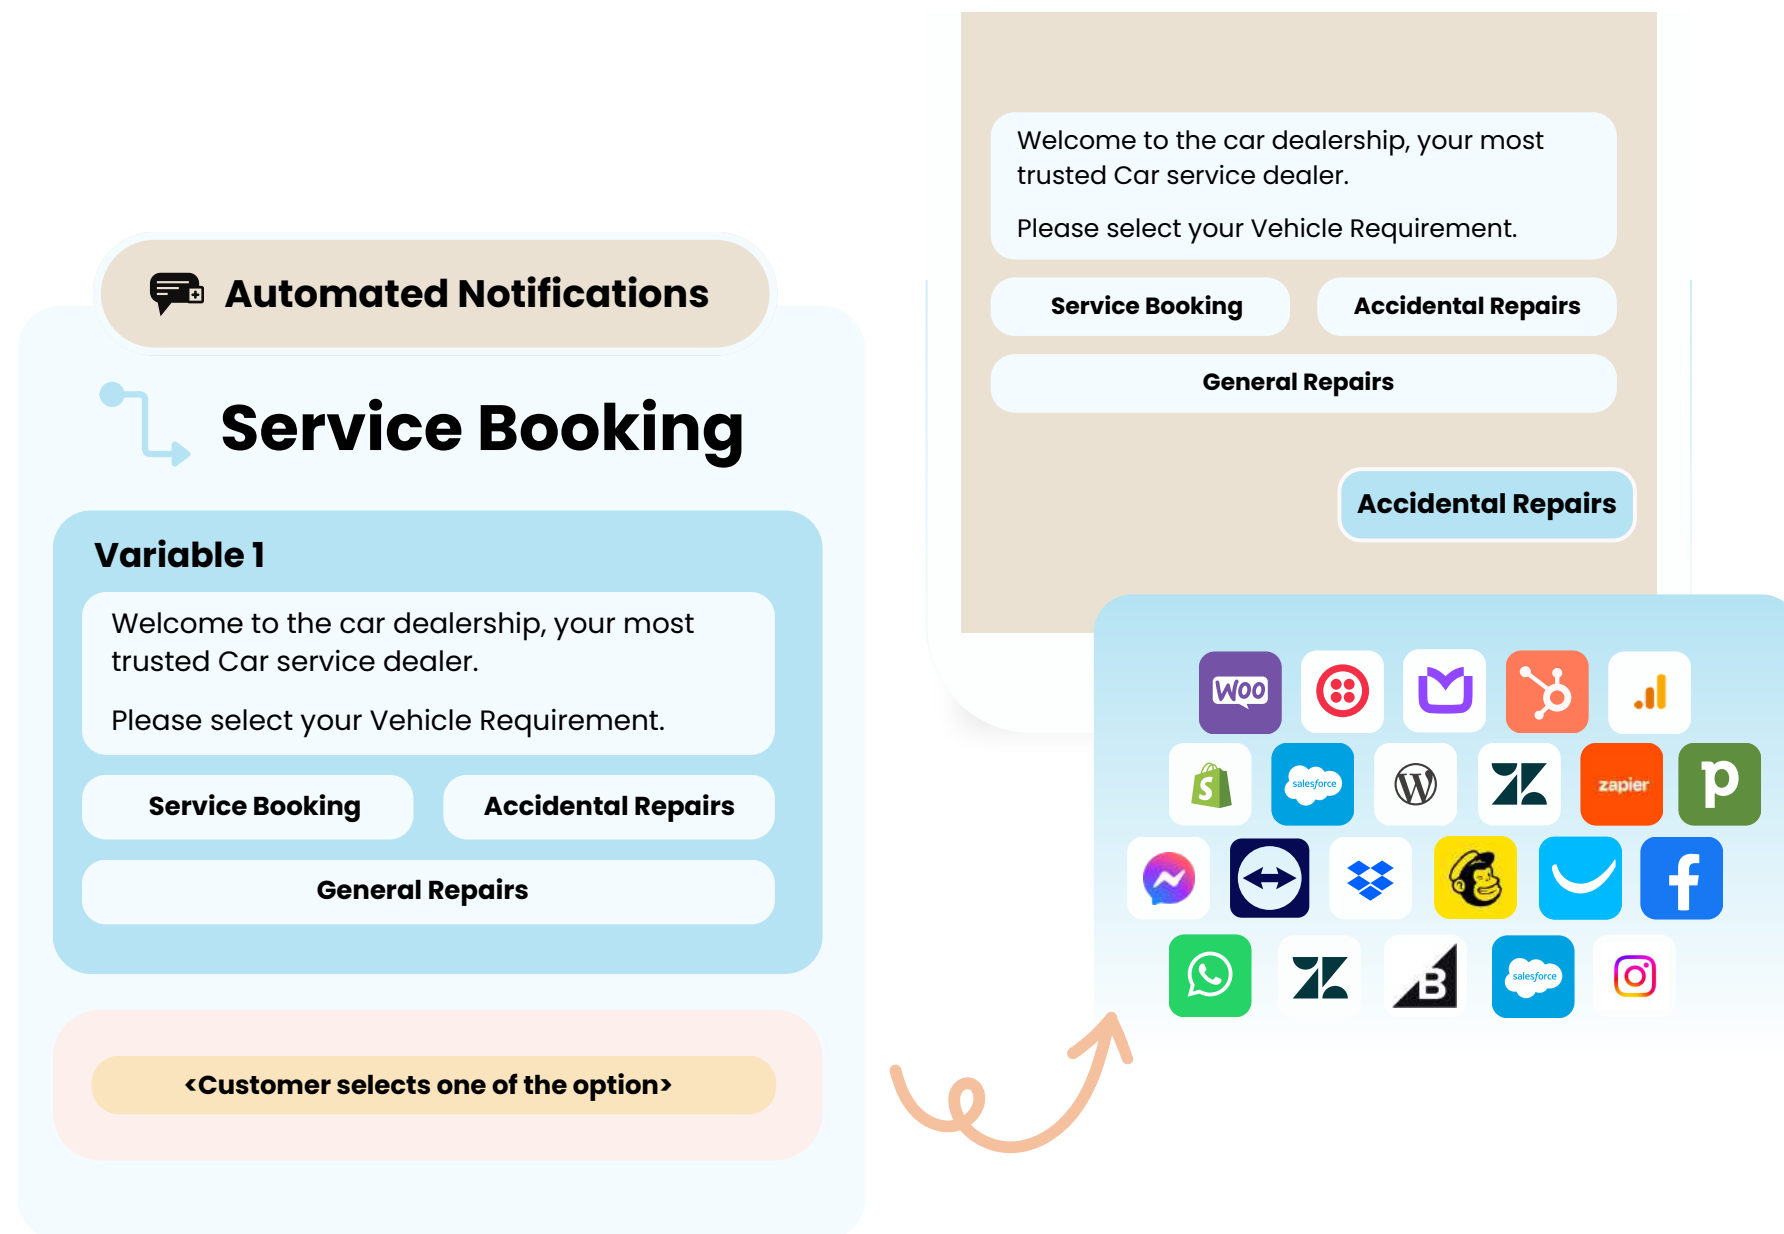 Automated Notifications
Service Booking
Variable 1
Welcome to the car dealership, your most
trusted Car service dealer.
Please select your Vehicle Requirement.
Service Booking
Accidental Repairs
General Repairs
<Customer selects one of the option>
Welcome to the car dealership, your most
trusted Car service dealer.
Please select your Vehicle Requirement.
Service Booking
Accidental Repairs
General Repairs
Accidental Repairs
Woo
salesforce
zapier
p
B
salesforce